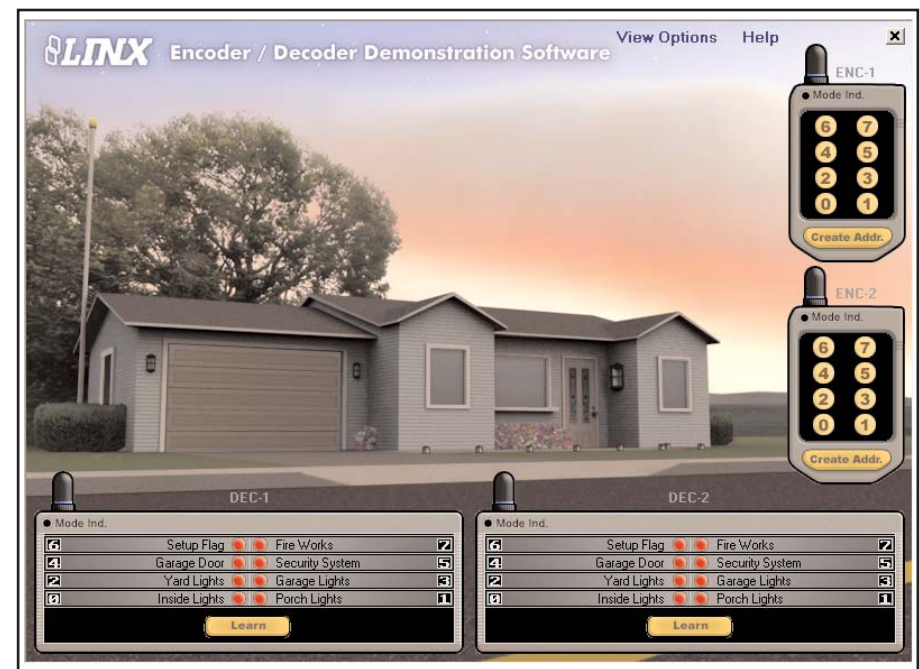 LINX Encoder / Decoder Demonstration Software
View Options Help
ENC-1
Mode Ind.
6 7
4 5
2 3
0 1
Create Addr.
ENC-2
Mode Ind.
6 7
4 5
2 3
0 1
Create Addr.
DEC-1
Mode Ind.
6 Setup Flag Fire Works 7
4 Garage Door Security System 5
2 Yard Lights Garage Lights 3
0 Inside Lights Porch Lights 1
Learn
DEC-2
Mode Ind.
6 Setup Flag Fire Works 7
4 Garage Door Security System 5
2 Yard Lights Garage Lights 3
0 Inside Lights Porch Lights 1
Learn